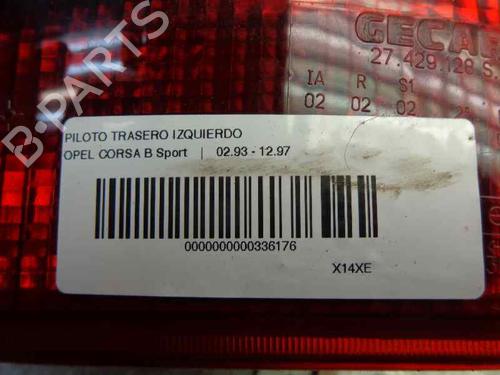 B-PARTS
27.429.128
IA R S1
02 02 02
PILOTO TRASERO IZQUIERDO
OPEL CORSA B Sport | 02.93 - 12.97
0000000000336176
X14XE